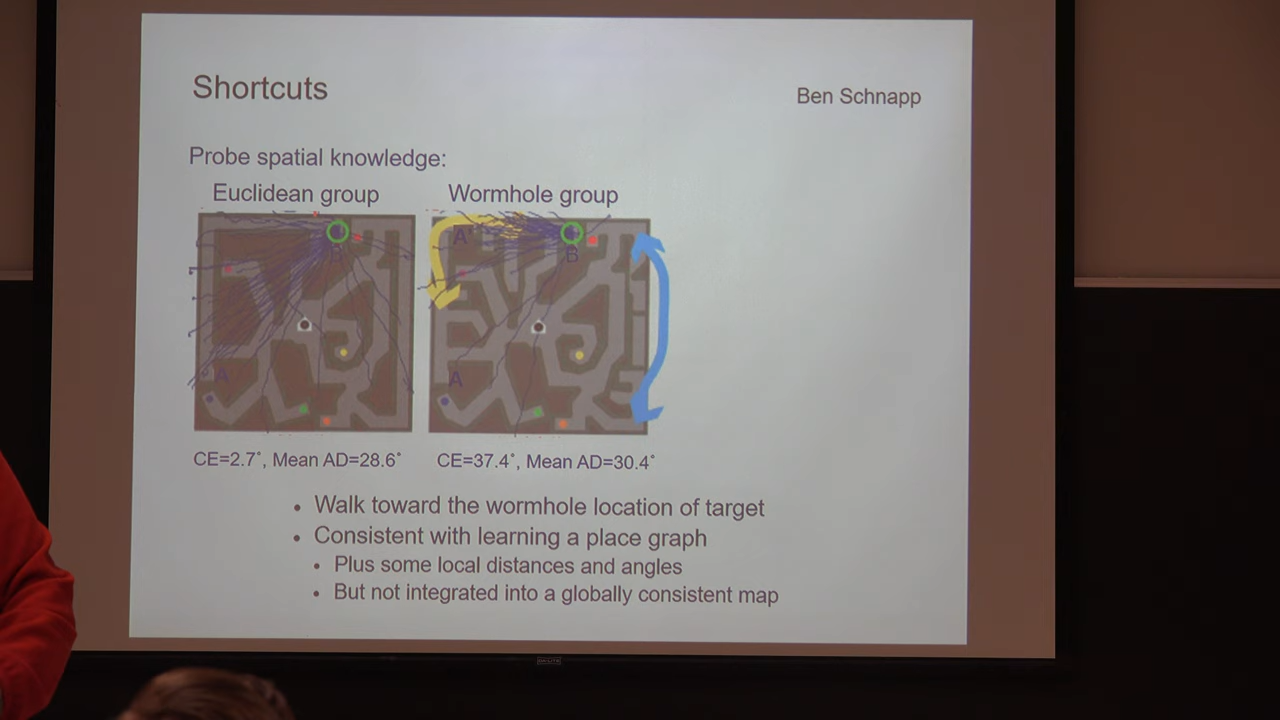 Shortcuts
Ben Schnapp
Probe spatial knowledge:
Euclidean group
Wormhole group
A'
B
B
A
A
CE=2.7˚, Mean AD=28.6˚
CE=37.4˚, Mean AD=30.4˚
• Walk toward the wormhole location of target
• Consistent with learning a place graph
• Plus some local distances and angles
• But not integrated into a globally consistent map